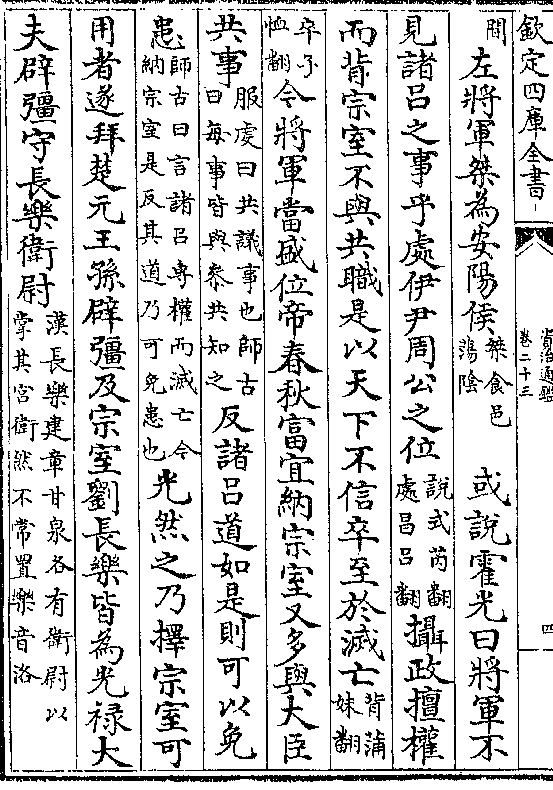 欽定四庫全書
資治通鑑
卷二十三
四
間左將軍桀為安陽侯桀食邑蕩陰或說霍光曰將軍不
見諸呂之事乎處伊尹周公之位說式芮翻處昌呂翻攝政擅權
而背宗室不與共職是以天下不信卒至於滅亡背蒲妹翻
卒子恤翻今將軍當盛位帝春秋富宜納宗室又多與大臣
共事服虔曰共議事也師古曰每事皆與參共知之反諸呂道如是則可以免
患師古曰言諸呂專權而滅亡今納宗室是反其道乃可免患也光然之乃擇宗室可
用者遂拜楚元王孫辟彊及宗室劉長樂皆為光祿大
夫辟彊守長樂衛尉漢長樂建章甘泉各有衛尉以掌其宮衛然不常置樂音洛